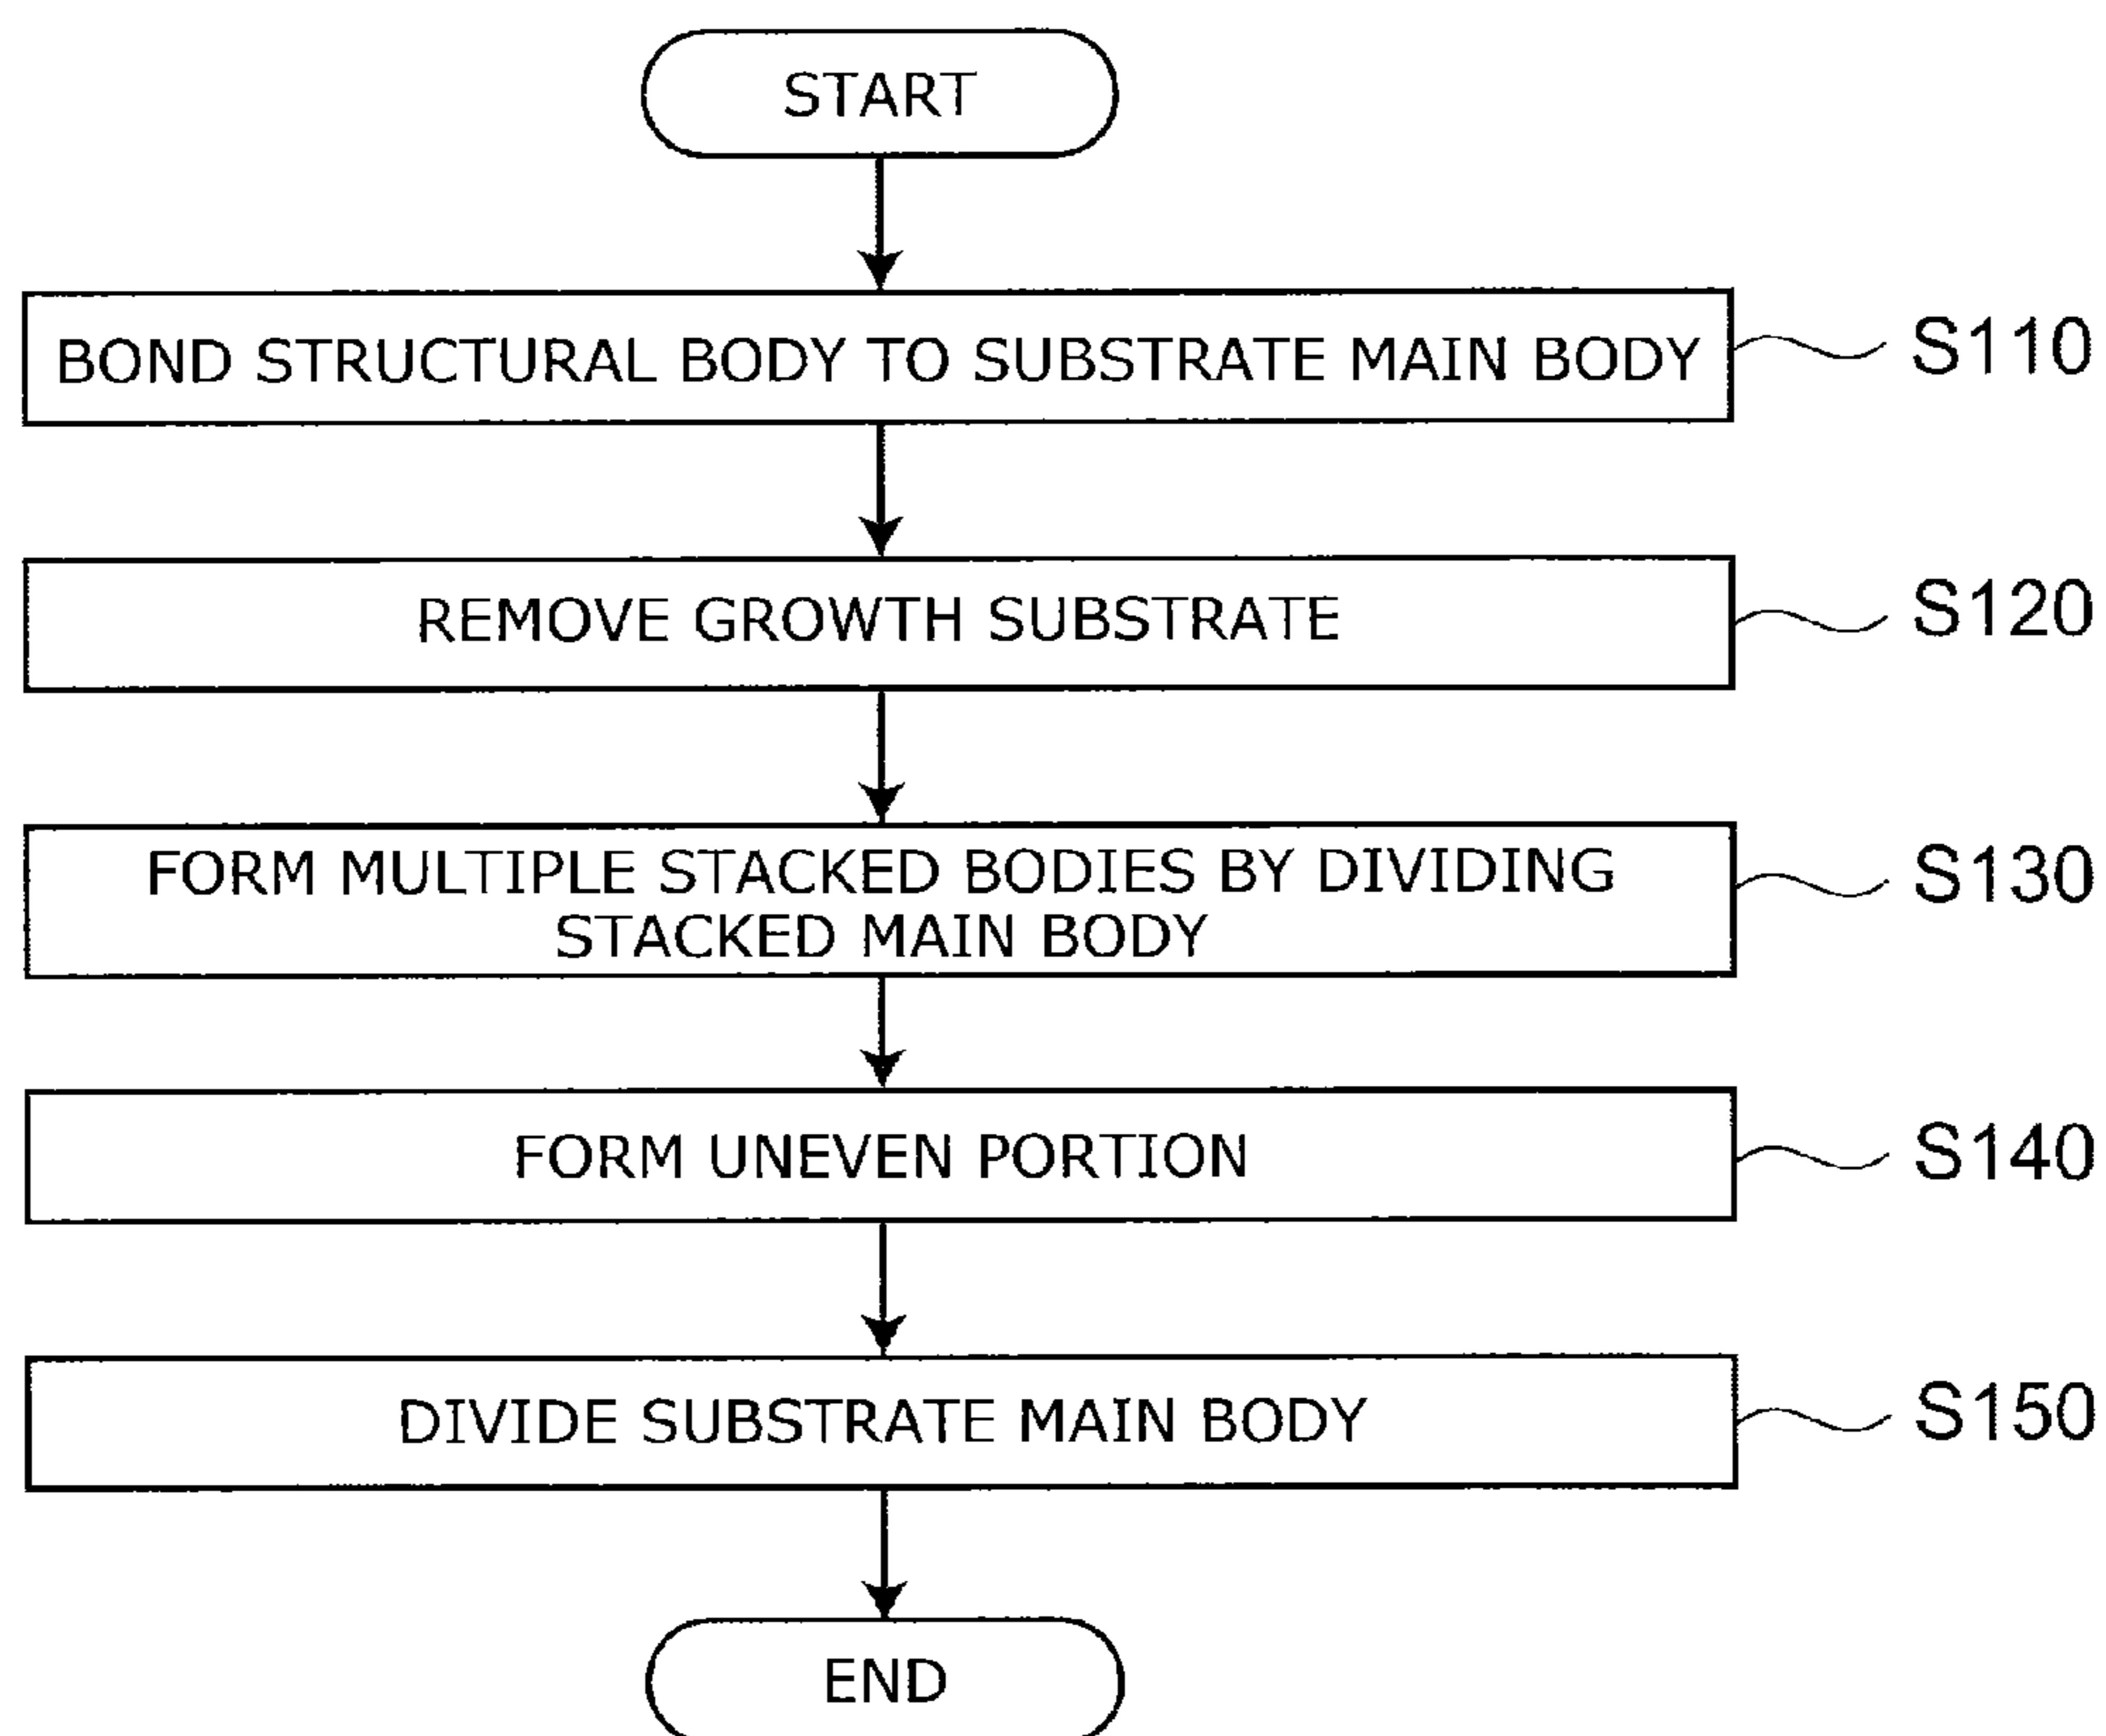 START
BOND STRUCTURAL BODY TO SUBSTRATE MAIN BODY
S110
REMOVE GROWTH SUBSTRATE
S120
FORM MULTIPLE STACKED BODIES BY DIVIDING
STACKED MAIN BODY
S130
FORM UNEVEN PORTION
S140
DIVIDE SUBSTRATE MAIN BODY
S150
END